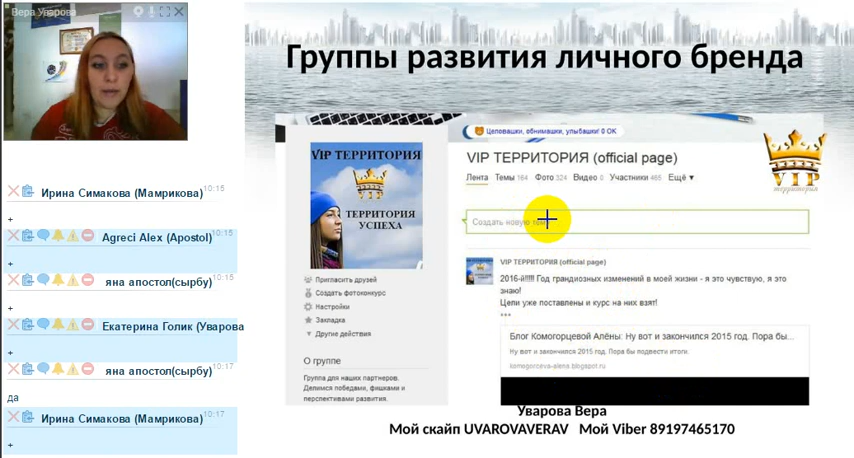 Вера Уварова
Ирина Симакова (Мамрикова) 10:15
+
Agreci Alex (Apostol) 10:15
+
яна апостол(сырбу) 10:15
+
Екатерина Голик (Уварова
+
яна апостол(сырбу) 10:17
да
Ирина Симакова (Мамрикова) 10:17
+
Группы развития личного бренда
Целовашки, обнимашки, улыбашки! 0 ОК
VIP ТЕРРИТОРИЯ
ТЕРРИТОРИЯ
УСПЕХА
VIP ТЕРРИТОРИЯ (official page)
VIP
территория
Лента Темы 164 Фото 324 Видео 0 Участники 465 Ещё ▼
Создать новую тему
Пригласить друзей
Создать фотоконкурс
Настройки
Закладка
Другие действия
О группе
Группа для наших партнеров.
Делимся победами, фишками и
перспективами развития.
VIP ТЕРРИТОРИЯ (official page)
2016-й!!!!! Год грандиозных изменений в моей жизни - я это чувствую, я это
знаю!
Цели уже поставлены и курс на них взят!
***
Блог Комогорцевой Алёны: Ну вот и закончился 2015 год. Пора бы...
Ну вот и закончился 2015 год. Пора бы подвести итоги.
komogorceva-alena.blogspot.ru
Уварова Вера
Мой скайп UVAROVAVERAV Мой Viber 89197465170